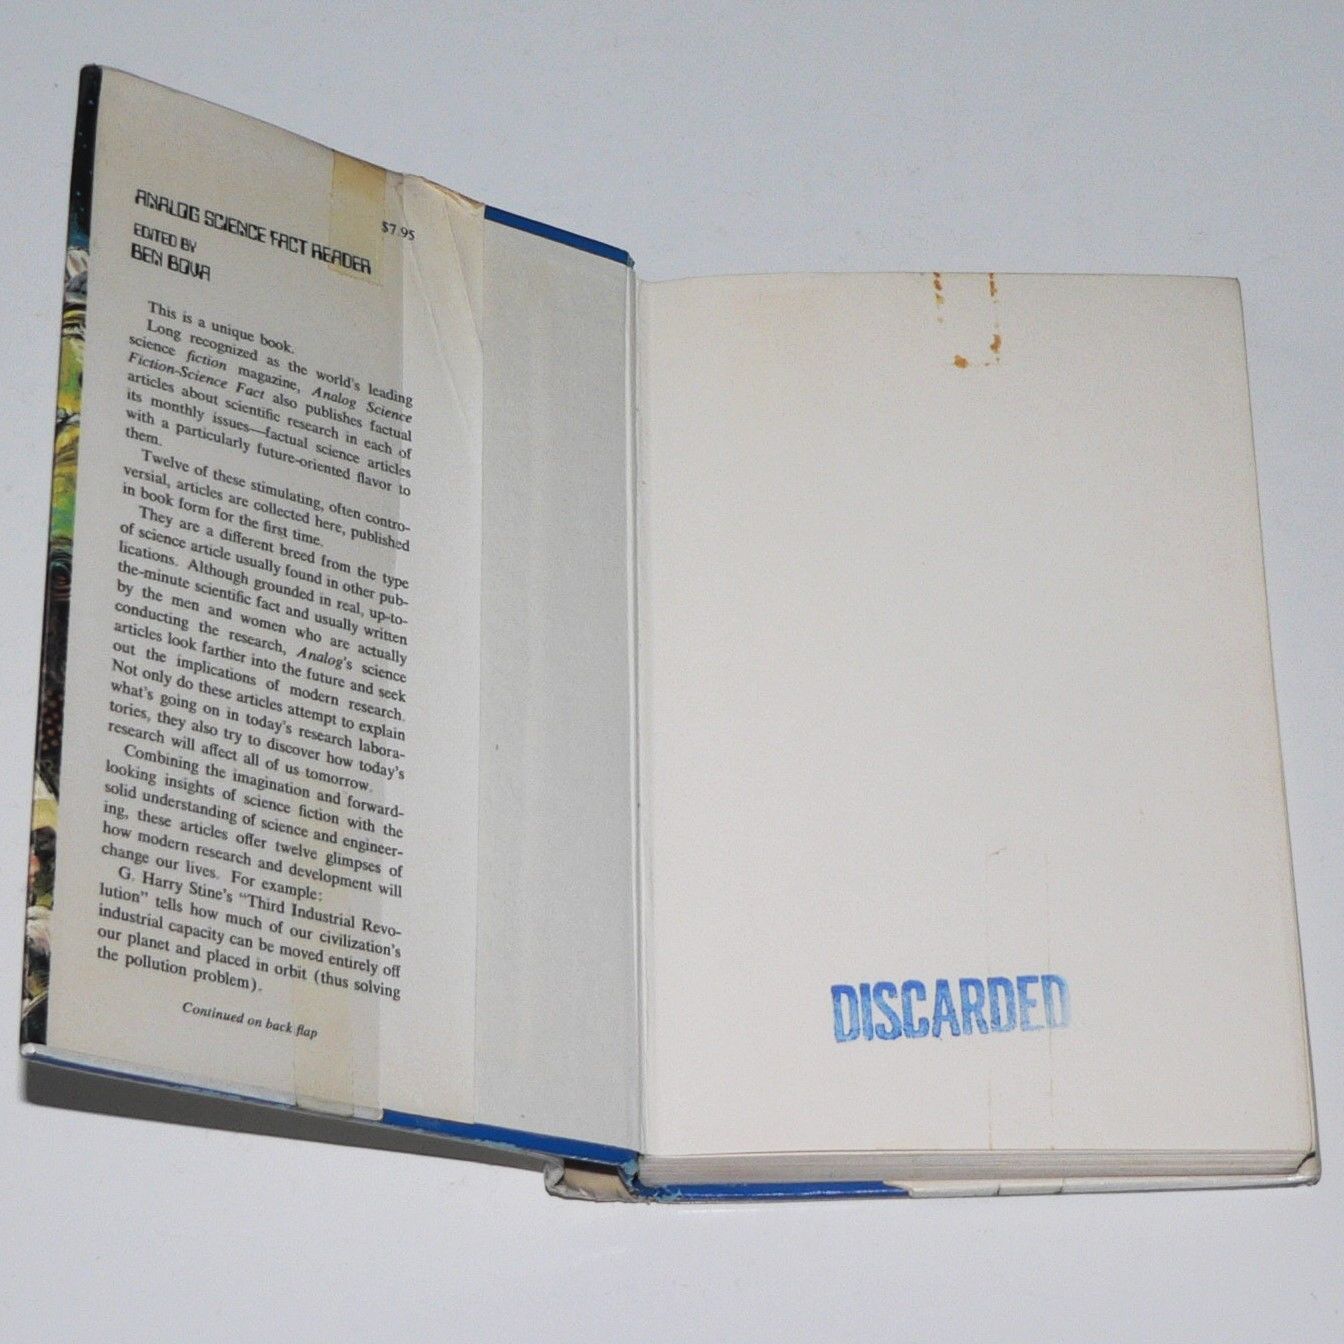 ANALOG SCIENCE FACT READER
$7.95
EDITED BY
BEN BOVA
This is a unique book.
Long recognized as the world's leading
science fiction magazine, Analog Science
Fiction-Science Fact also publishes factual
articles about scientific research in each of
its monthly issues—factual science articles
with a particularly future-oriented flavor to
them.
Twelve of these stimulating, often contro-
versial, articles are collected here, published
in book form for the first time.
They are a different breed from the type
of science article usually found in other pub-
lications. Although grounded in real, up-to-
the-minute scientific fact and usually written
by the men and women who are actually
conducting the research, Analog's science
articles look farther into the future and seek
out the implications of modern research.
Not only do these articles attempt to explain
what's going on in today's research labora-
tories, they also try to discover how today's
research will affect all of us tomorrow.
Combining the imagination and forward-
looking insights of science fiction with the
solid understanding of science and engineer-
ing, these articles offer twelve glimpses of
how modern research and development will
change our lives. For example:
G. Harry Stine's "Third Industrial Revo-
lution" tells how much of our civilization's
industrial capacity can be moved entirely off
our planet and placed in orbit (thus solving
the pollution problem).
Continued on back flap
DISCARDED